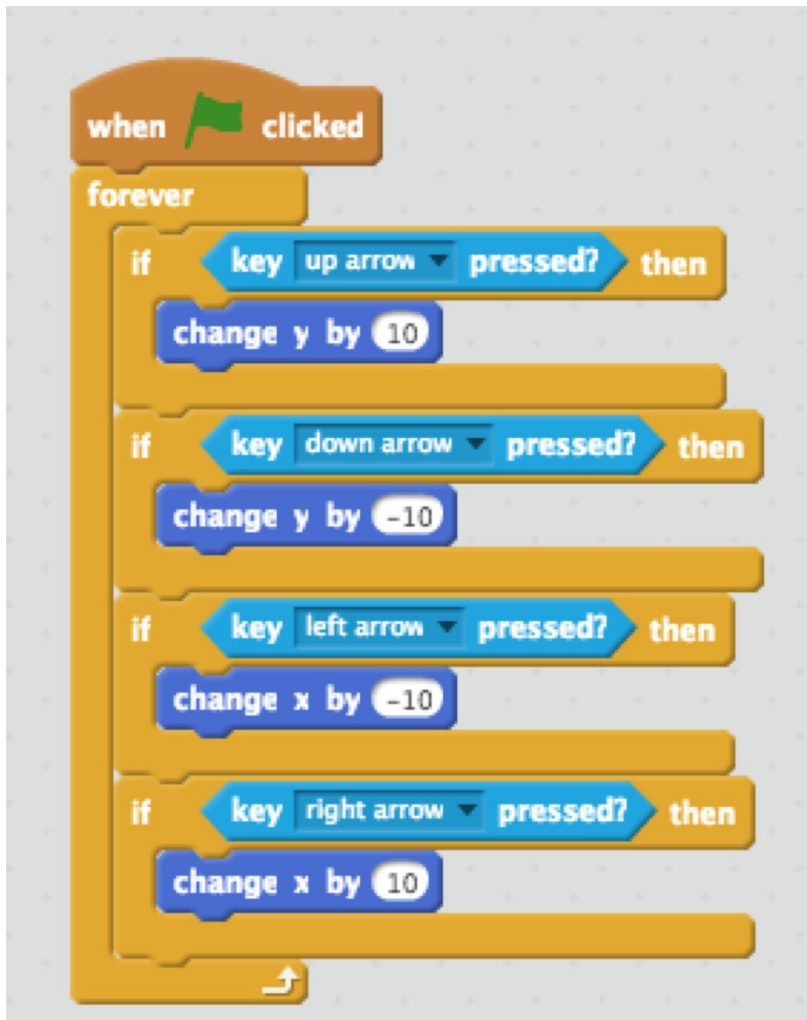 when clicked
forever
if key up arrow pressed? then
change y by 10
if key down arrow pressed? then
change y by -10
if key left arrow pressed? then
change x by -10
if key right arrow pressed? then
change x by 10